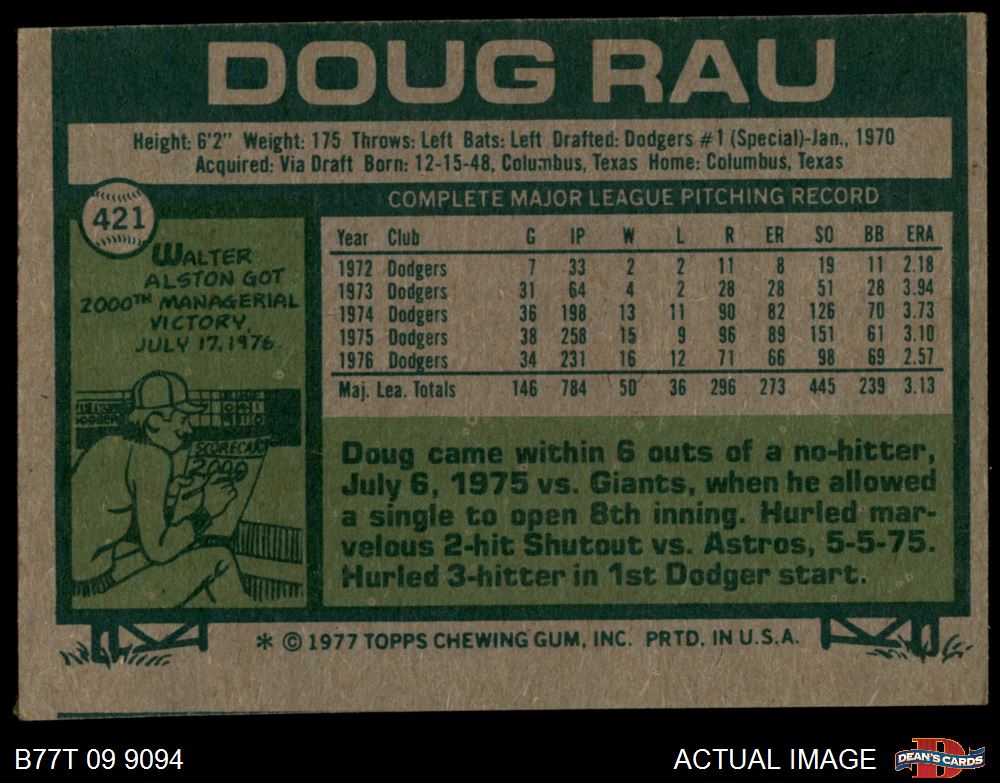 DOUG RAU
Height: 6'2" Weight: 175 Throws: Left Bats: Left Drafted: Dodgers #1 (Special)-Jan., 1970
Acquired: Via Draft Born: 12-15-48, Columbus, Texas Home: Columbus, Texas
421
WALTER
ALSTON GOT
2000TH MANAGERIAL
VICTORY,
JULY 17, 1976.
SCORECARD
2000
COMPLETE MAJOR LEAGUE PITCHING RECORD
Year Club G IP W L R ER SO BB ERA
1972 Dodgers 7 33 2 2 11 8 19 11 2.18
1973 Dodgers 31 64 4 2 28 28 51 28 3.94
1974 Dodgers 36 198 13 11 90 82 126 70 3.73
1975 Dodgers 38 258 15 9 96 89 151 61 3.10
1976 Dodgers 34 231 16 12 71 66 98 69 2.57
Maj. Lea. Totals 146 784 50 36 296 273 445 239 3.13
Doug came within 6 outs of a no-hitter,
July 6, 1975 vs. Giants, when he allowed
a single to open 8th inning. Hurled mar-
velous 2-hit Shutout vs. Astros, 5-5-75.
Hurled 3-hitter in 1st Dodger start.
* © 1977 TOPPS CHEWING GUM, INC. PRTD. IN U.S.A.
B77T 09 9094
ACTUAL IMAGE
D
DEAN'S CARDS